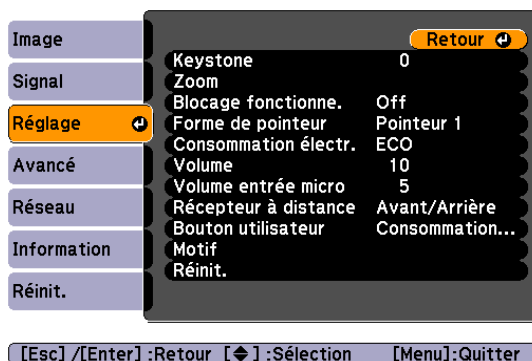 Image
Signal
Réglage
Avancé
Réseau
Information
Réinit.
Retour
Keystone 0
Zoom
Blocage fonctionne. Off
Forme de pointeur Pointeur 1
Consommation électr. ECO
Volume 10
Volume entrée micro 5
Récepteur à distance Avant/Arrière
Bouton utilisateur Consommation...
Motif
Réinit.
[Esc] /[Enter] :Retour [◆] :Sélection [Menu]:Quitter